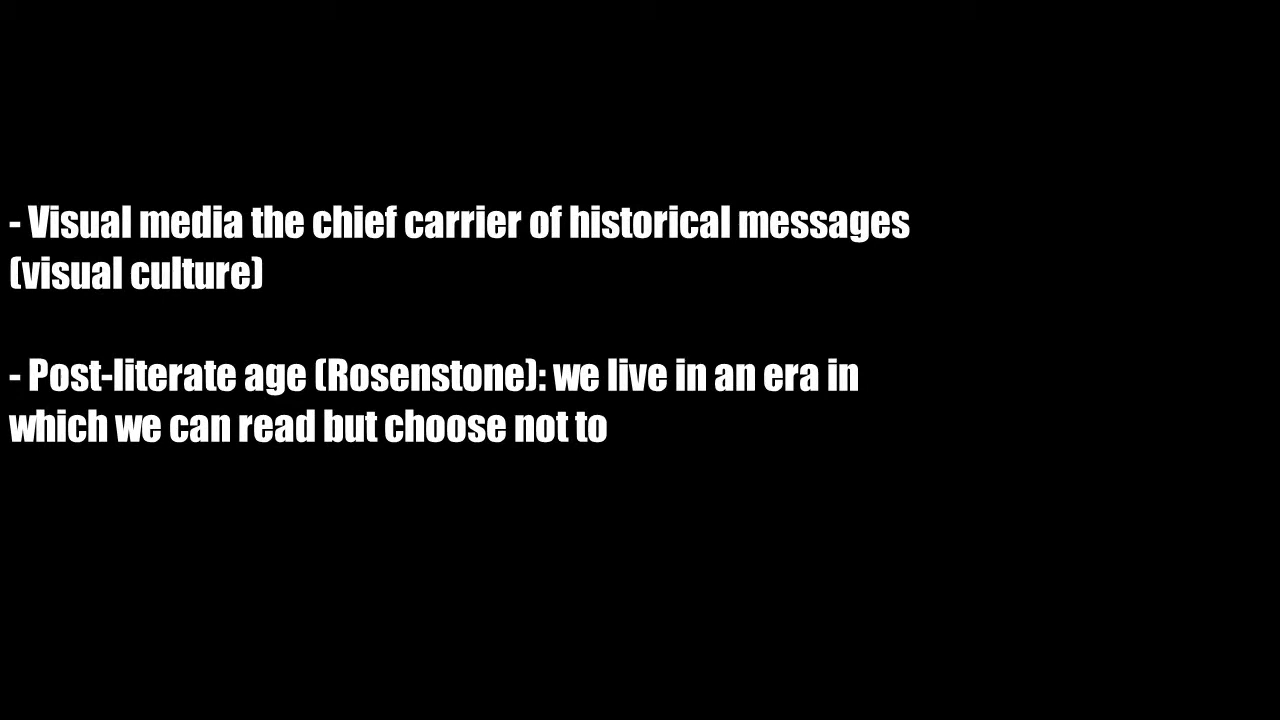 - Visual media the chief carrier of historical messages
(visual culture)
- Post-literate age (Rosenstone): we live in an era in
which we can read but choose not to